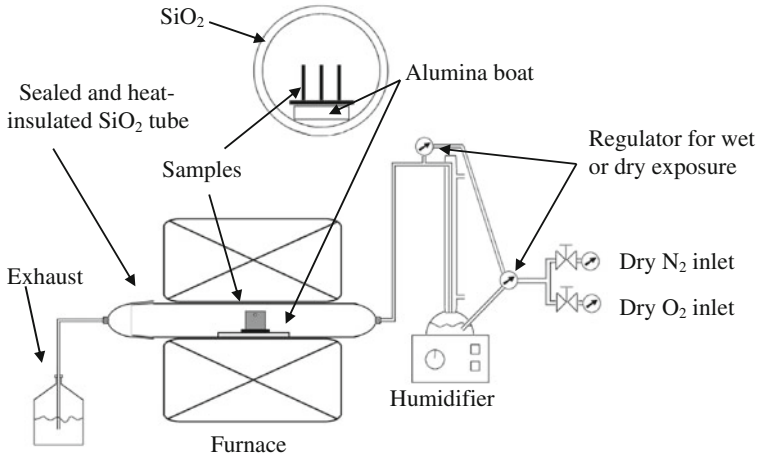 SiO₂
Alumina boat
Sealed and heat-
insulated SiO₂ tube
Samples
Regulator for wet
or dry exposure
Exhaust
Dry N₂ inlet
Dry O₂ inlet
Humidifier
Furnace